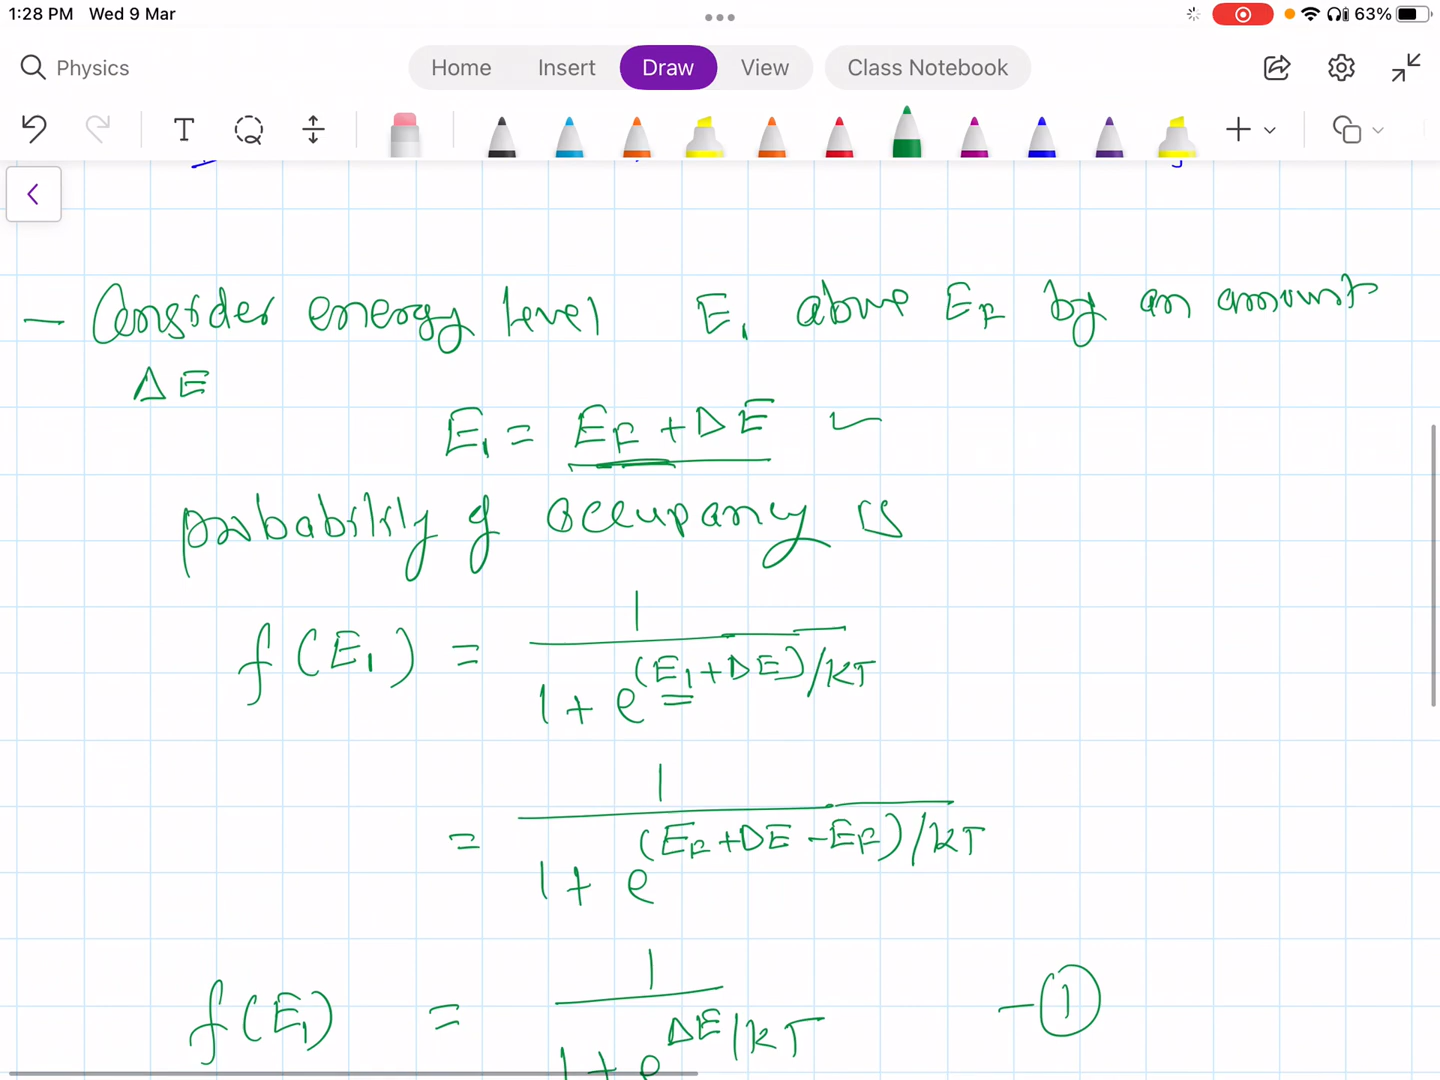 1:28 PM Wed 9 Mar 63%
Physics Home Insert Draw View Class Notebook
T
- Consider energy level E₁ above E_F by an amount
ΔE
E₁ = E_F + ΔE
probability of occupancy is
f(E₁) = 1 / (1 + e^((E₁+ΔE)/KT))
= 1 / (1 + e^((E_F+ΔE-E_F)/KT))
f(E₁) = 1 / (1 + e^(ΔE/KT)) - ①